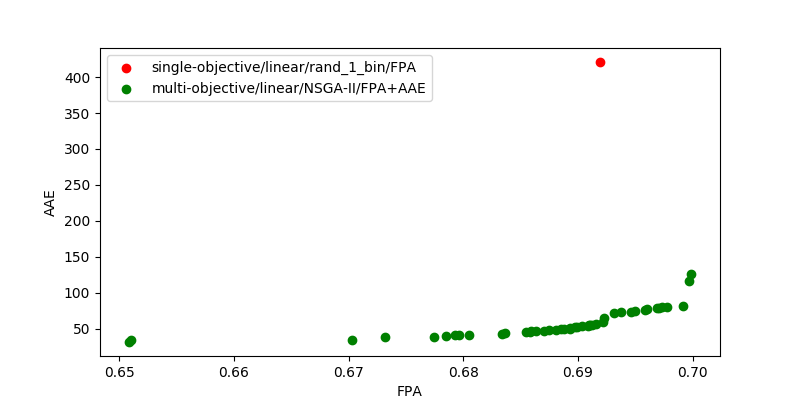 single-objective/linear/rand_1_bin/FPA
multi-objective/linear/NSGA-II/FPA+AAE
400
350
300
250
200
150
100
50
AAE
0.65 0.66 0.67 0.68 0.69 0.70
FPA